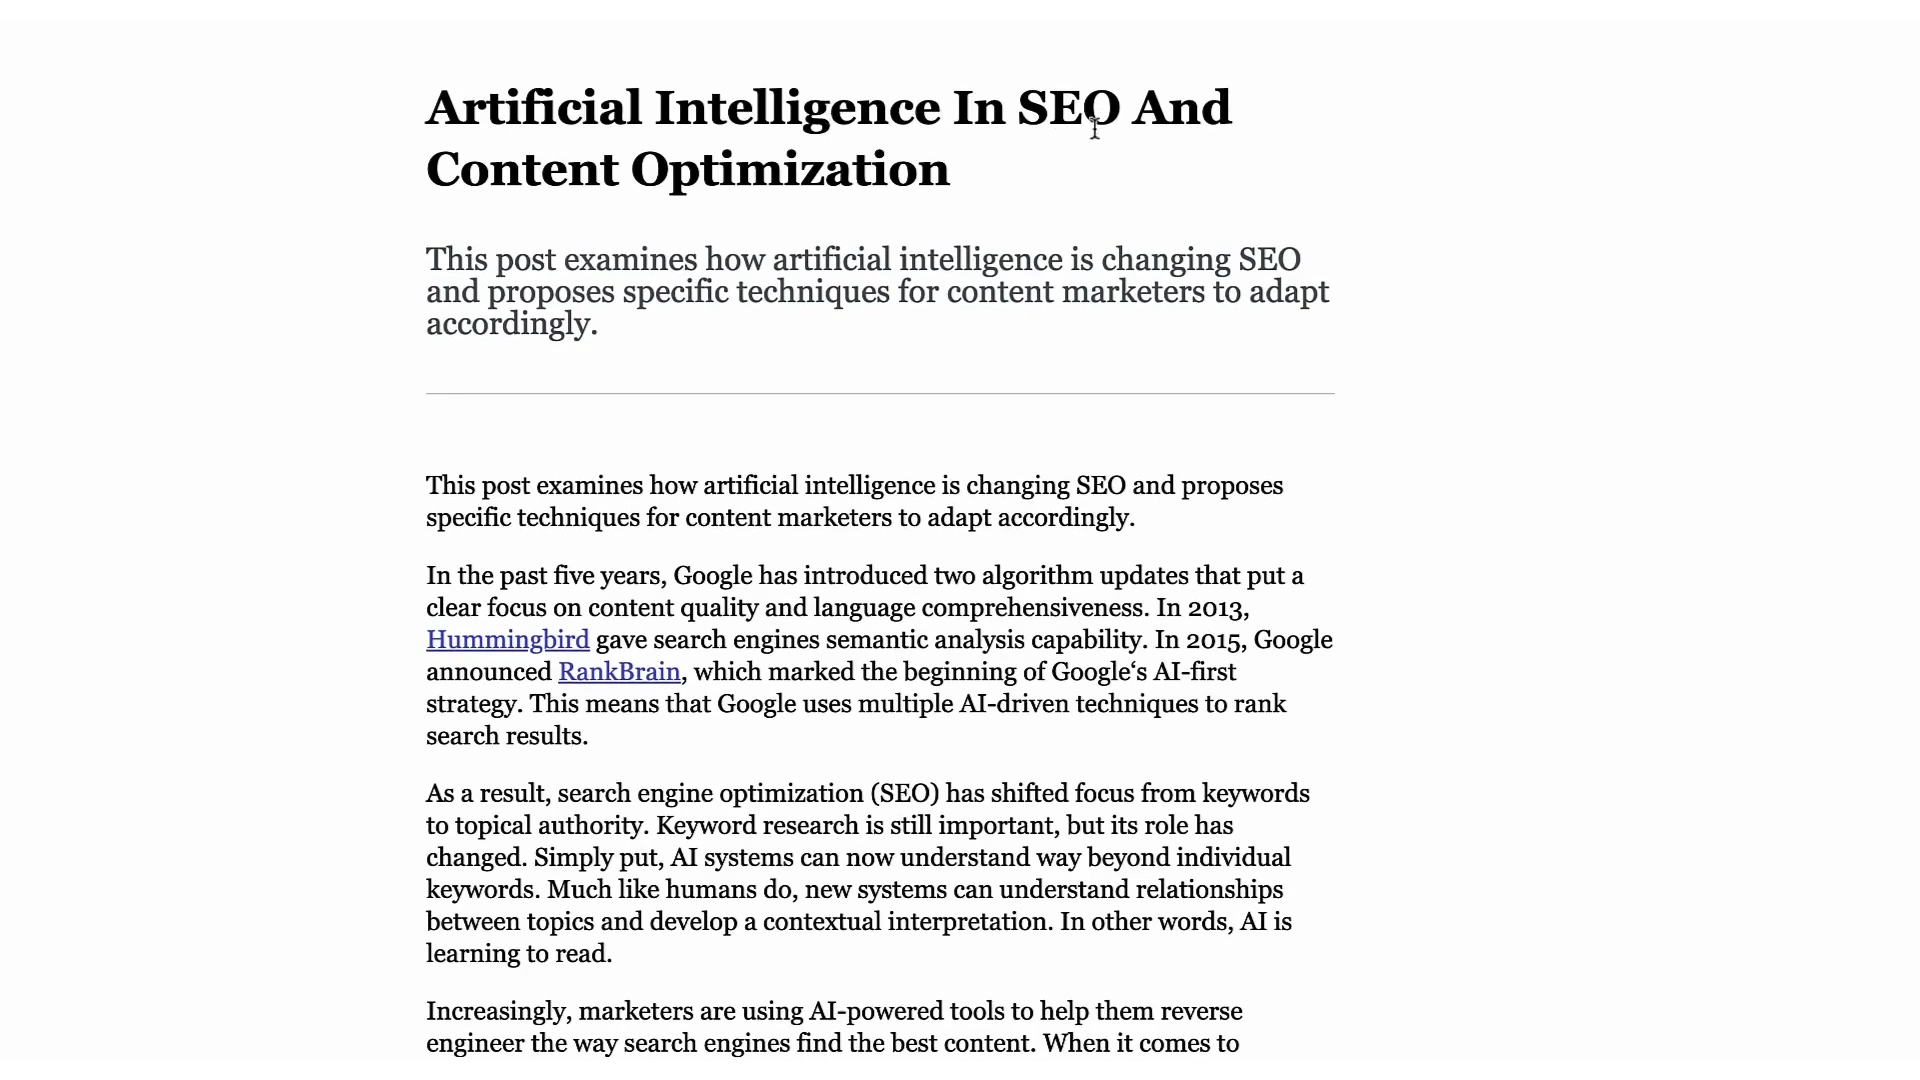 Artificial Intelligence In SEO And
Content Optimization
This post examines how artificial intelligence is changing SEO
and proposes specific techniques for content marketers to adapt
accordingly.
This post examines how artificial intelligence is changing SEO and proposes
specific techniques for content marketers to adapt accordingly.
In the past five years, Google has introduced two algorithm updates that put a
clear focus on content quality and language comprehensiveness. In 2013,
Hummingbird gave search engines semantic analysis capability. In 2015, Google
announced RankBrain, which marked the beginning of Google‘s AI-first
strategy. This means that Google uses multiple AI-driven techniques to rank
search results.
As a result, search engine optimization (SEO) has shifted focus from keywords
to topical authority. Keyword research is still important, but its role has
changed. Simply put, AI systems can now understand way beyond individual
keywords. Much like humans do, new systems can understand relationships
between topics and develop a contextual interpretation. In other words, AI is
learning to read.
Increasingly, marketers are using AI-powered tools to help them reverse
engineer the way search engines find the best content. When it comes to